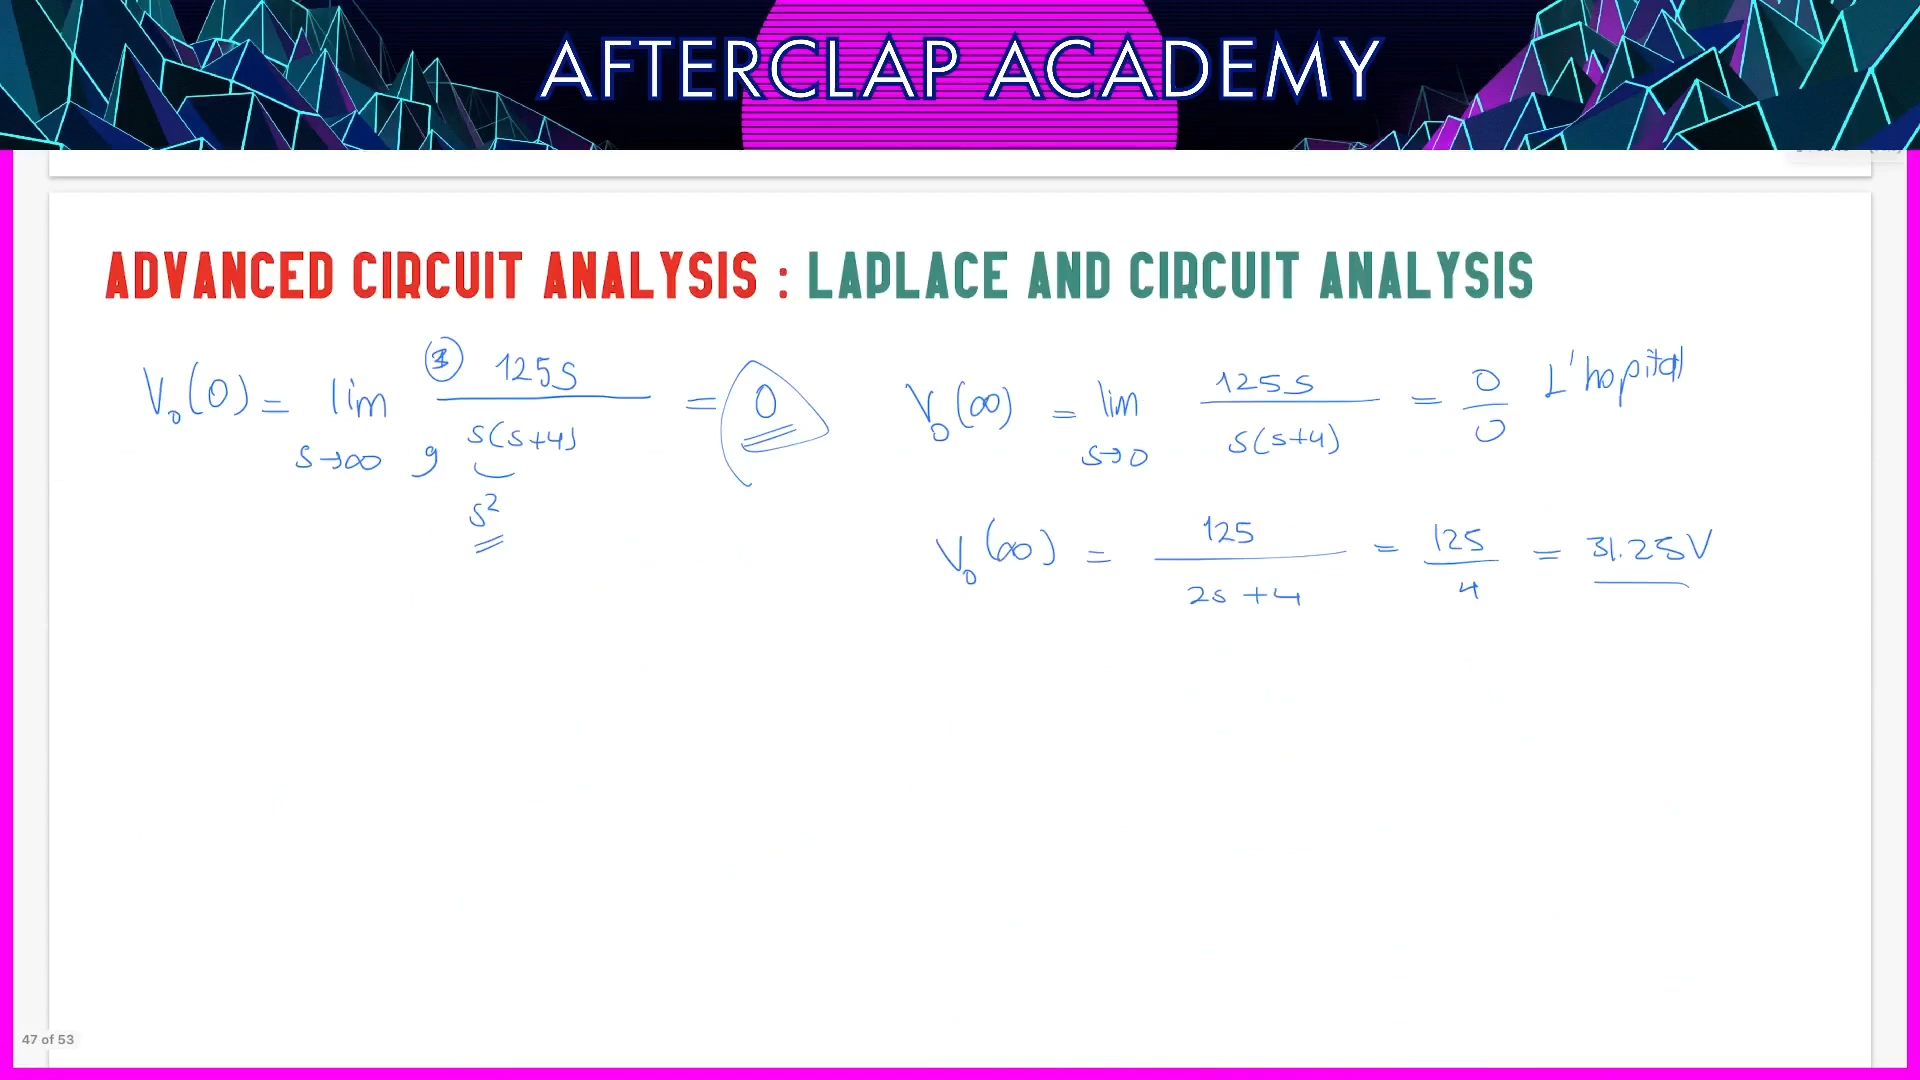 AFTERCLAP ACADEMY
ADVANCED CIRCUIT ANALYSIS : LAPLACE AND CIRCUIT ANALYSIS
V₀(0) = lim s→∞ 125s / s(s+4) = 0
s²
V₀(∞) = lim s→0 125s / s(s+4) = 0/0 L'hopital
V₀(∞) = 125 / 2s+4 = 125/4 = 31.25V
47 of 53